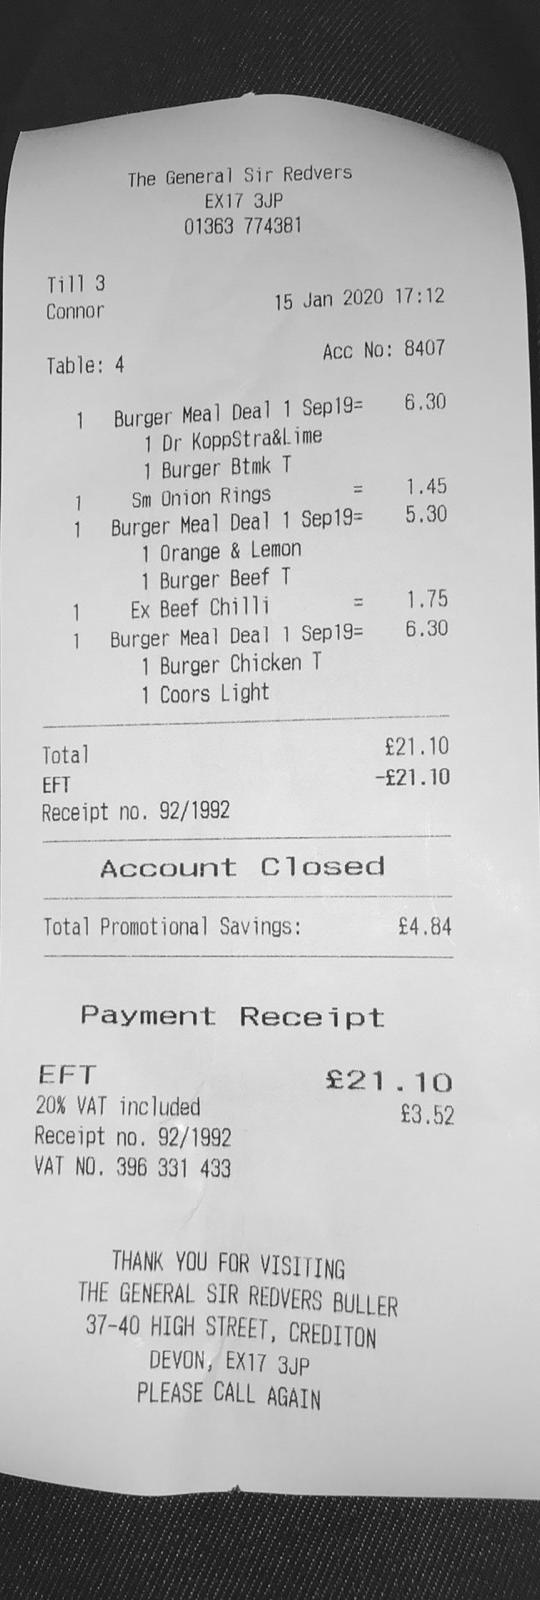 The General Sir Redvers
EX17 3JP
01363 774381
Till 3
Connor 15 Jan 2020 17:12
Table: 4 Acc No: 8407
1 Burger Meal Deal 1 Sep19= 6.30
1 Dr KoppStra&Lime
1 Burger Btmk T
1 Sm Onion Rings = 1.45
1 Burger Meal Deal 1 Sep19= 5.30
1 Orange & Lemon
1 Burger Beef T
1 Ex Beef Chilli = 1.75
1 Burger Meal Deal 1 Sep19= 6.30
1 Burger Chicken T
1 Coors Light
Total £21.10
EFT -£21.10
Receipt no. 92/1992
Account Closed
Total Promotional Savings: £4.84
Payment Receipt
EFT £21.10
20% VAT included £3.52
Receipt no. 92/1992
VAT NO. 396 331 433
THANK YOU FOR VISITING
THE GENERAL SIR REDVERS BULLER
37-40 HIGH STREET, CREDITON
DEVON, EX17 3JP
PLEASE CALL AGAIN